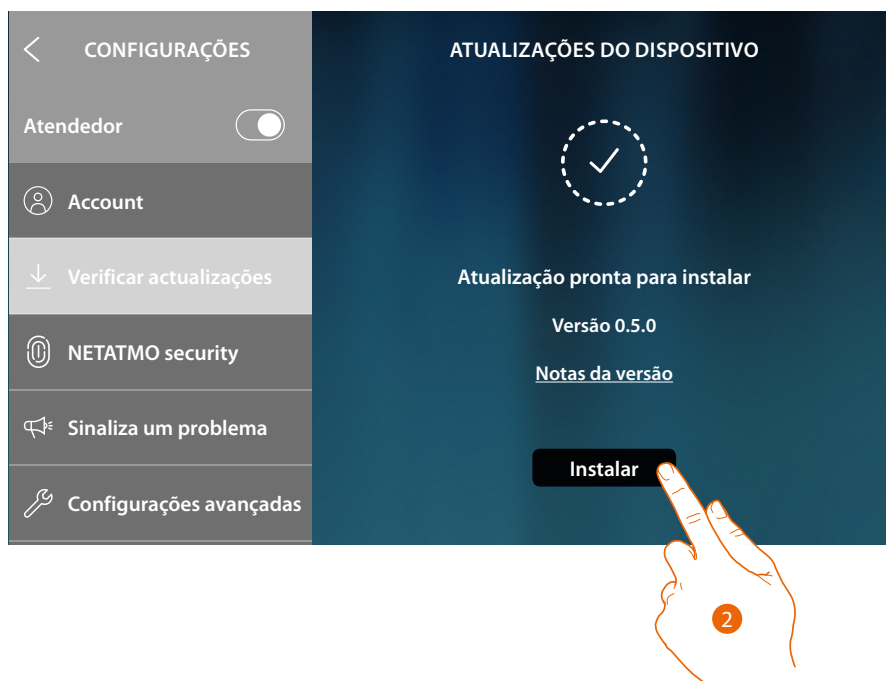 CONFIGURAÇÕES
Atendedor
Account
Verificar actualizações
NETATMO security
Sinaliza um problema
Configurações avançadas
ATUALIZAÇÕES DO DISPOSITIVO
Atualização pronta para instalar
Versão 0.5.0
Notas da versão
Instalar
2